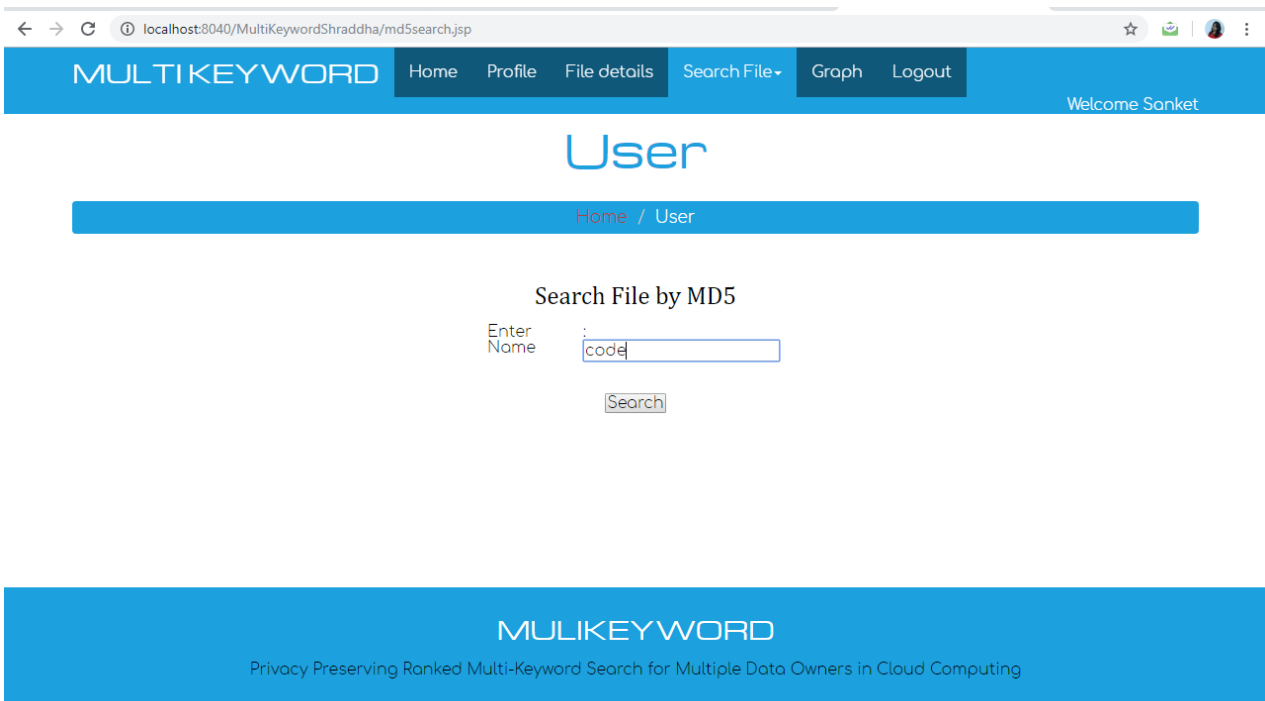 localhost:8040/MultiKeywordShraddha/md5search.jsp
MULTI KEYWORD Home Profile File details Search File Graph Logout
Welcome Sanket
User
Home / User
Search File by MD5
Enter :
Name code
Search
MULIKEYWORD
Privacy Preserving Ranked Multi-Keyword Search for Multiple Data Owners in Cloud Computing